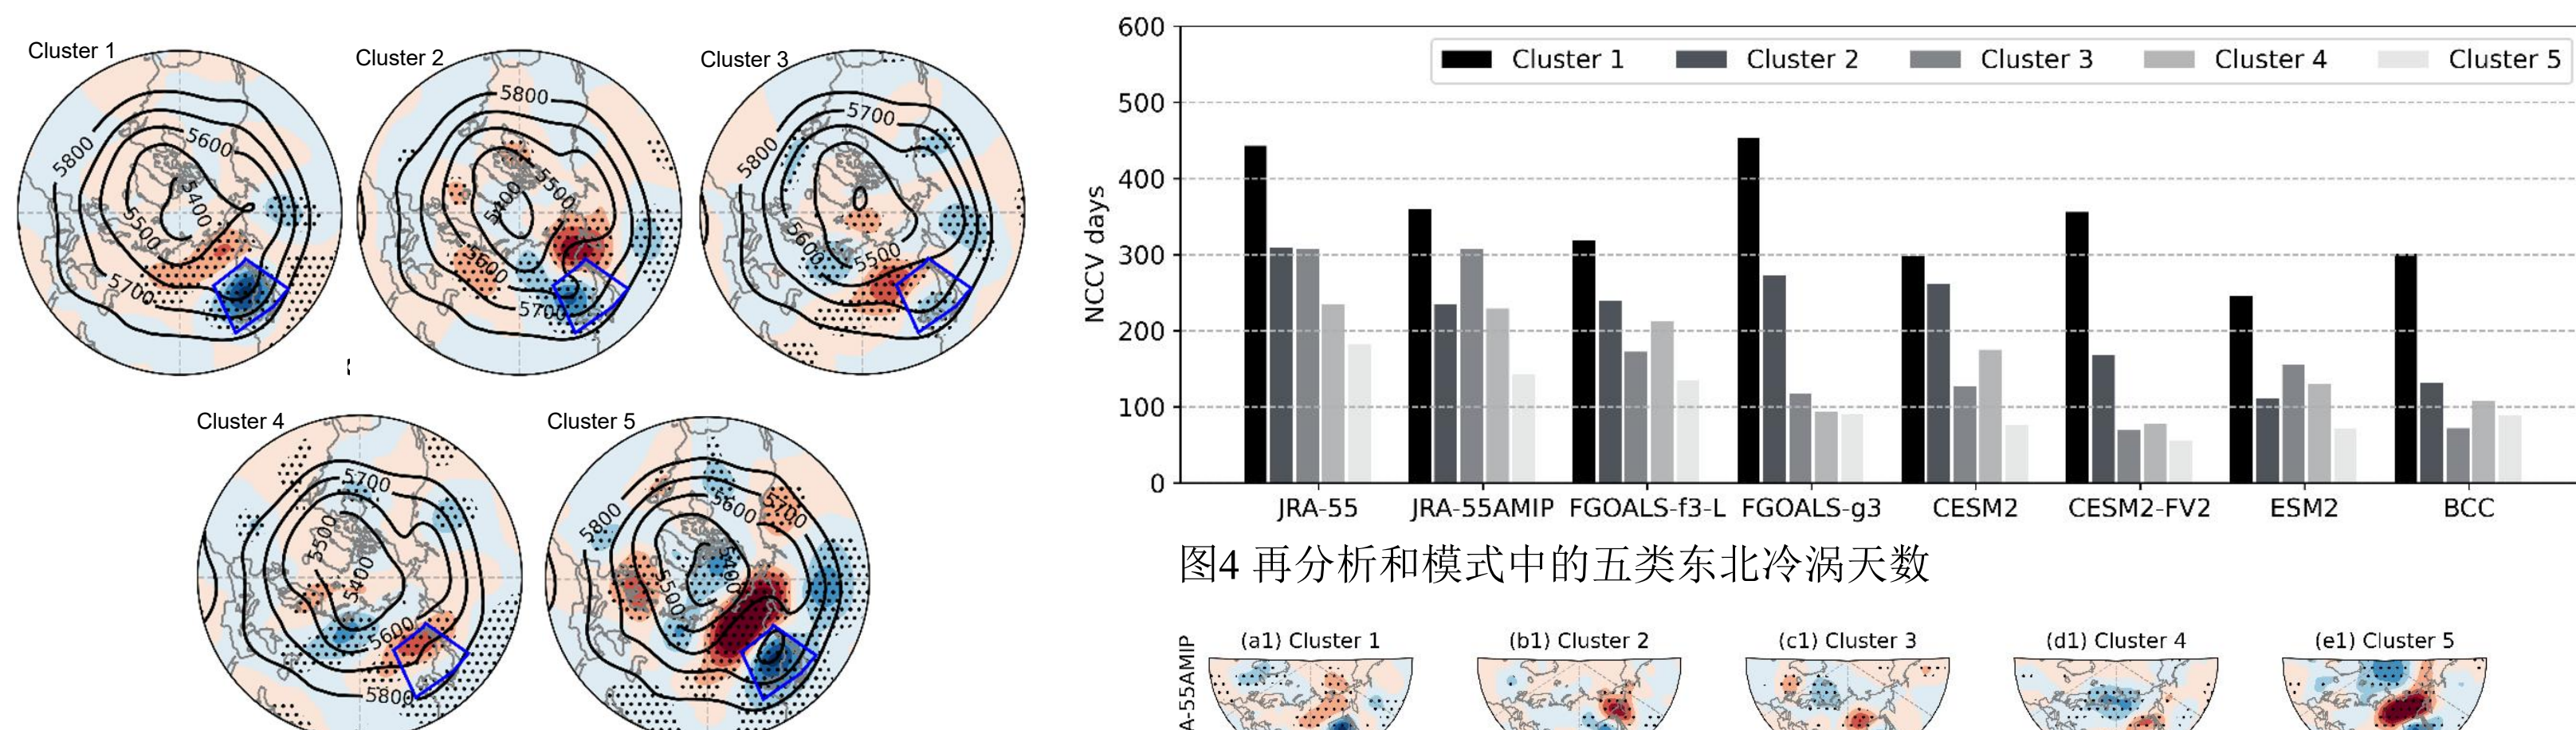 Cluster 1
Cluster 2
Cluster 3
5800
5600
5400
5500
5700
5800
5500
5400
5600
5700
5700
5800
5600
5500
Cluster 4
Cluster 5
5700
5500
5400
5600
5800
5800
5600
5700
5400
5500
600
500
400
300
200
100
0
NCCV days
Cluster 1 Cluster 2 Cluster 3 Cluster 4 Cluster 5
JRA-55 JRA-55AMIP FGOALS-f3-L FGOALS-g3 CESM2 CESM2-FV2 ESM2 BCC
图4 再分析和模式中的五类东北冷涡天数
(a1) Cluster 1 (b1) Cluster 2 (c1) Cluster 3 (d1) Cluster 4 (e1) Cluster 5
A-55AMIP